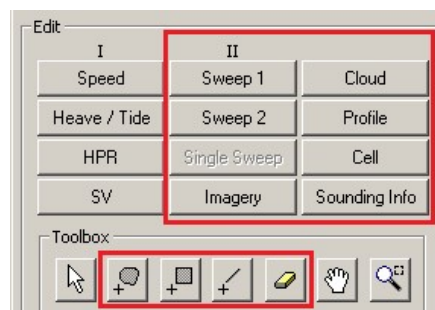 Edit
I II
Speed Sweep 1 Cloud
Heave / Tide Sweep 2 Profile
HPR Single Sweep Cell
SV Imagery Sounding Info
Toolbox